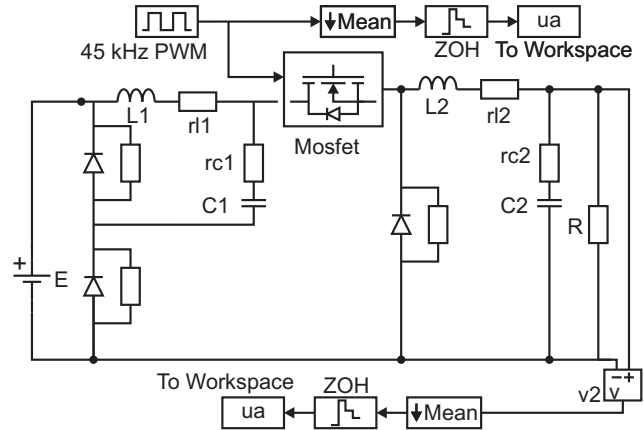 45 kHz PWM
Mean
ZOH
ua
To Workspace
L1
rl1
Mosfet
L2
rl2
rc1
C1
rc2
C2
R
+
E
- +
v
v2
To Workspace
ua
ZOH
Mean